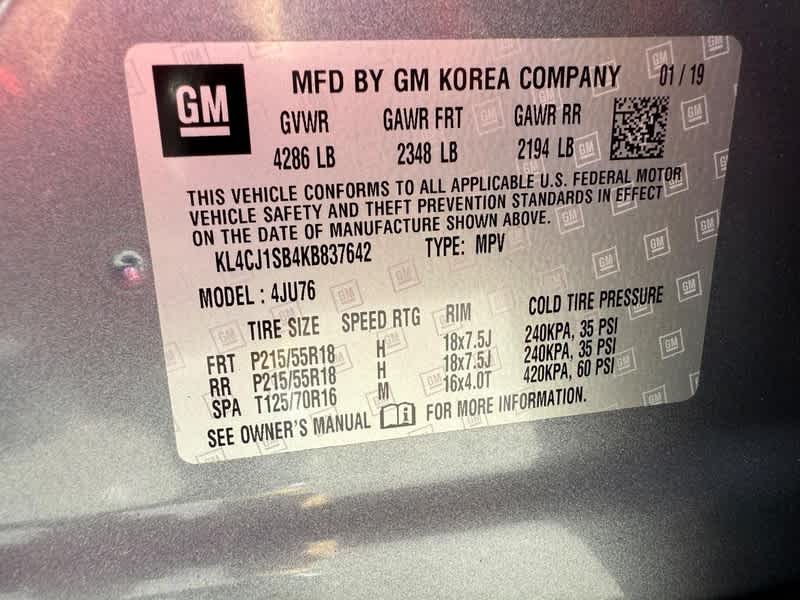 GM
MFD BY GM KOREA COMPANY 01/19
GVWR GAWR FRT GAWR RR
4286 LB 2348 LB 2194 LB
THIS VEHICLE CONFORMS TO ALL APPLICABLE U.S. FEDERAL MOTOR
VEHICLE SAFETY AND THEFT PREVENTION STANDARDS IN EFFECT
ON THE DATE OF MANUFACTURE SHOWN ABOVE.
KL4CJ1SB4KB837642 TYPE: MPV
MODEL : 4JU76
TIRE SIZE SPEED RTG RIM COLD TIRE PRESSURE
FRT P215/55R18 H 18x7.5J 240KPA, 35 PSI
RR P215/55R18 H 18x7.5J 240KPA, 35 PSI
SPA T125/70R16 M 16x4.0T 420KPA, 60 PSI
SEE OWNER'S MANUAL FOR MORE INFORMATION.